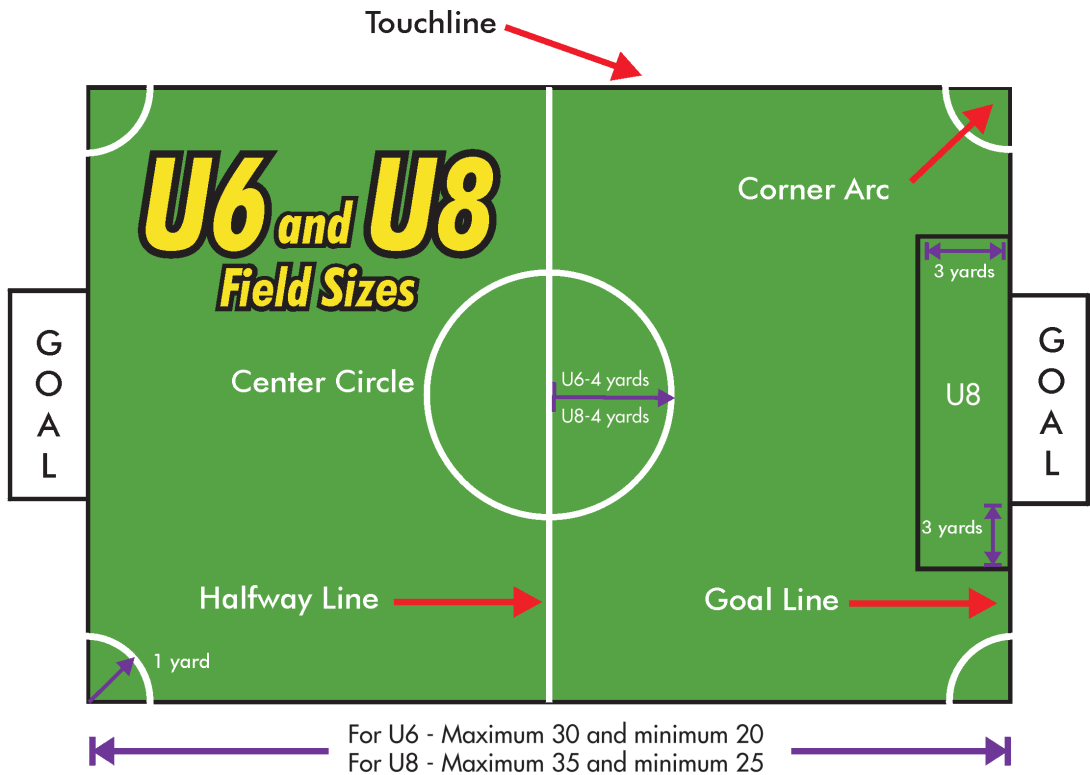 Touchline
U6 and U8
Field Sizes
Corner Arc
3 yards
GOAL
GOAL
Center Circle
U6-4 yards
U8-4 yards
U8
3 yards
Halfway Line
Goal Line
1 yard
For U6 - Maximum 30 and minimum 20
For U8 - Maximum 35 and minimum 25